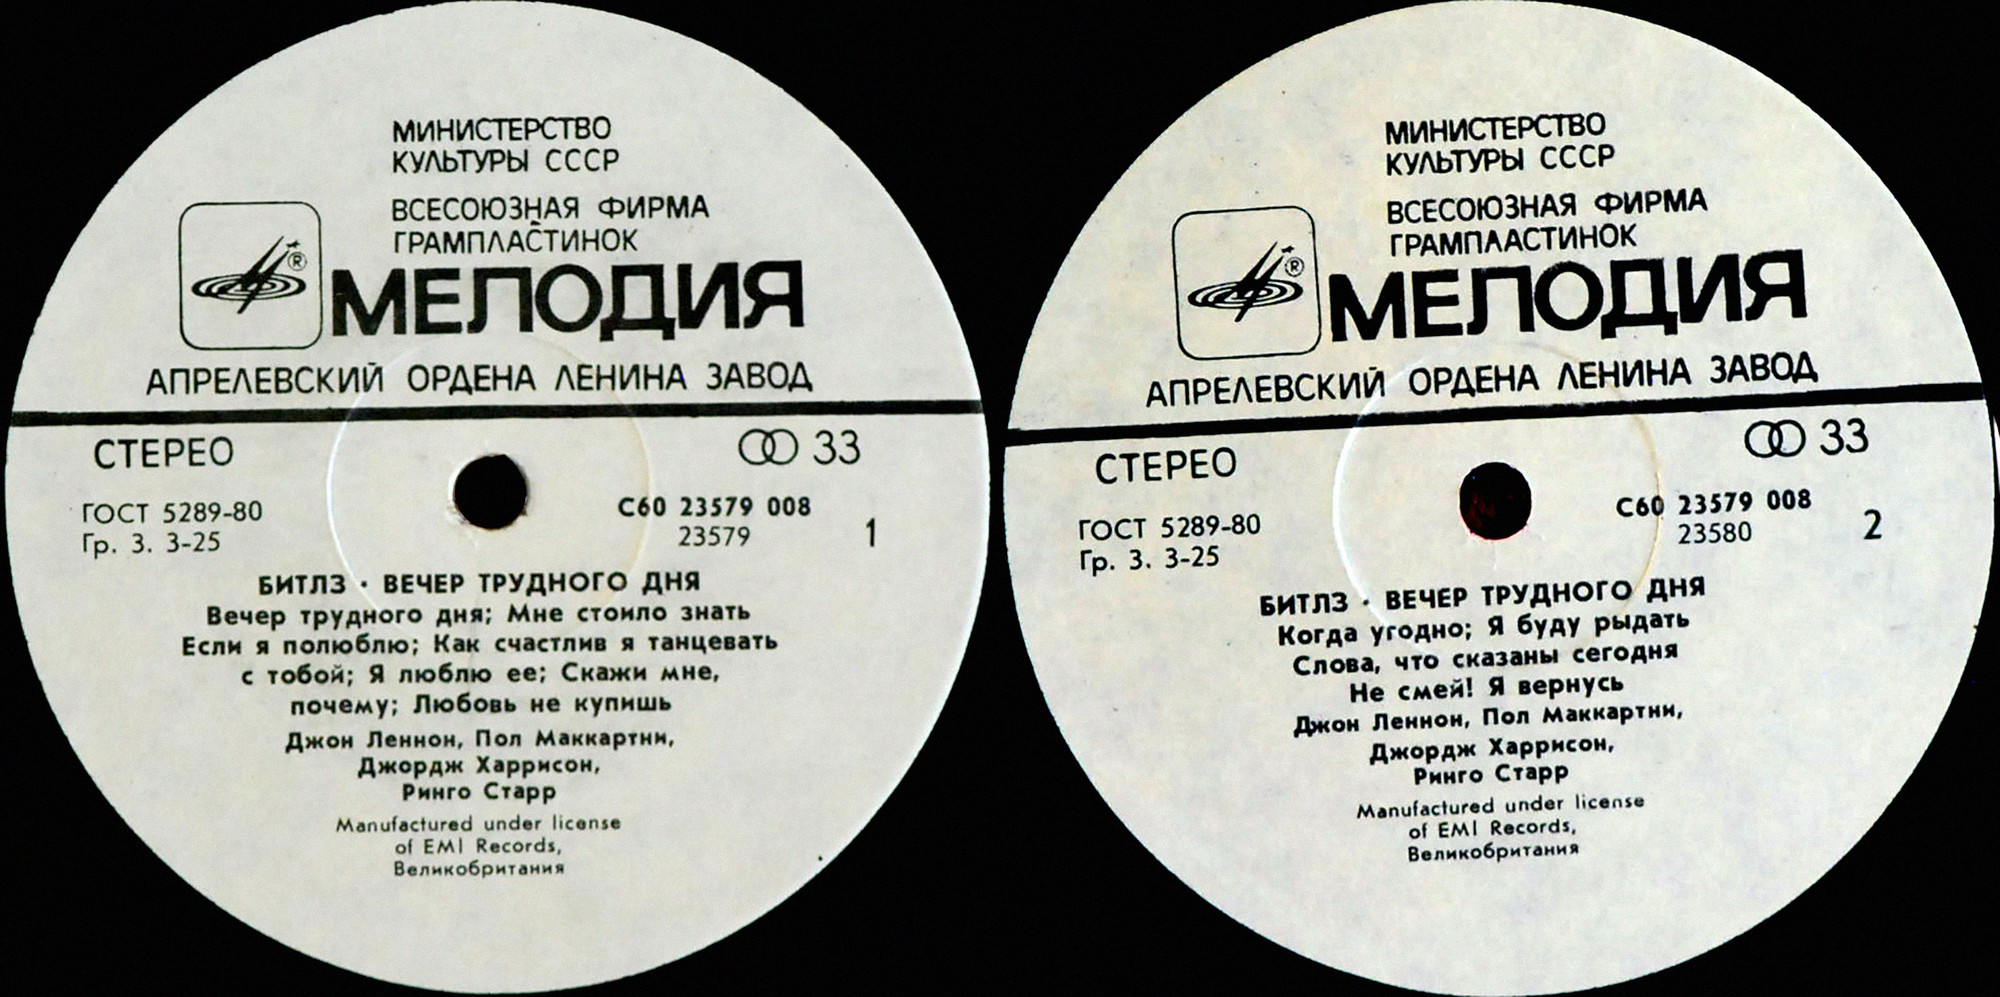 МИНИСТЕРСТВО
КУЛЬТУРЫ СССР
ВСЕСОЮЗНАЯ ФИРМА
ГРАМПЛАСТИНОК
®
МЕЛОДИЯ
АПРЕЛЕВСКИЙ ОРДЕНА ЛЕНИНА ЗАВОД
СТЕРЕО
33
ГОСТ 5289-80
Гр. 3. 3-25
С60 23579 008
23579
1
БИТЛЗ · ВЕЧЕР ТРУДНОГО ДНЯ
Вечер трудного дня; Мне стоило знать
Если я полюблю; Как счастлив я танцевать
с тобой; Я люблю ее; Скажи мне,
почему; Любовь не купишь
Джон Леннон, Пол Маккартни,
Джордж Харрисон,
Ринго Старр
Manufactured under license
of EMI Records,
Великобритания
МИНИСТЕРСТВО
КУЛЬТУРЫ СССР
ВСЕСОЮЗНАЯ ФИРМА
ГРАМПЛАСТИНОК
®
МЕЛОДИЯ
АПРЕЛЕВСКИЙ ОРДЕНА ЛЕНИНА ЗАВОД
СТЕРЕО
33
ГОСТ 5289-80
Гр. 3. 3-25
С60 23579 008
23580
2
БИТЛЗ · ВЕЧЕР ТРУДНОГО ДНЯ
Когда угодно; Я буду рыдать
Слова, что сказаны сегодня
Не смей! Я вернусь
Джон Леннон, Пол Маккартни,
Джордж Харрисон,
Ринго Старр
Manufactured under license
of EMI Records,
Великобритания